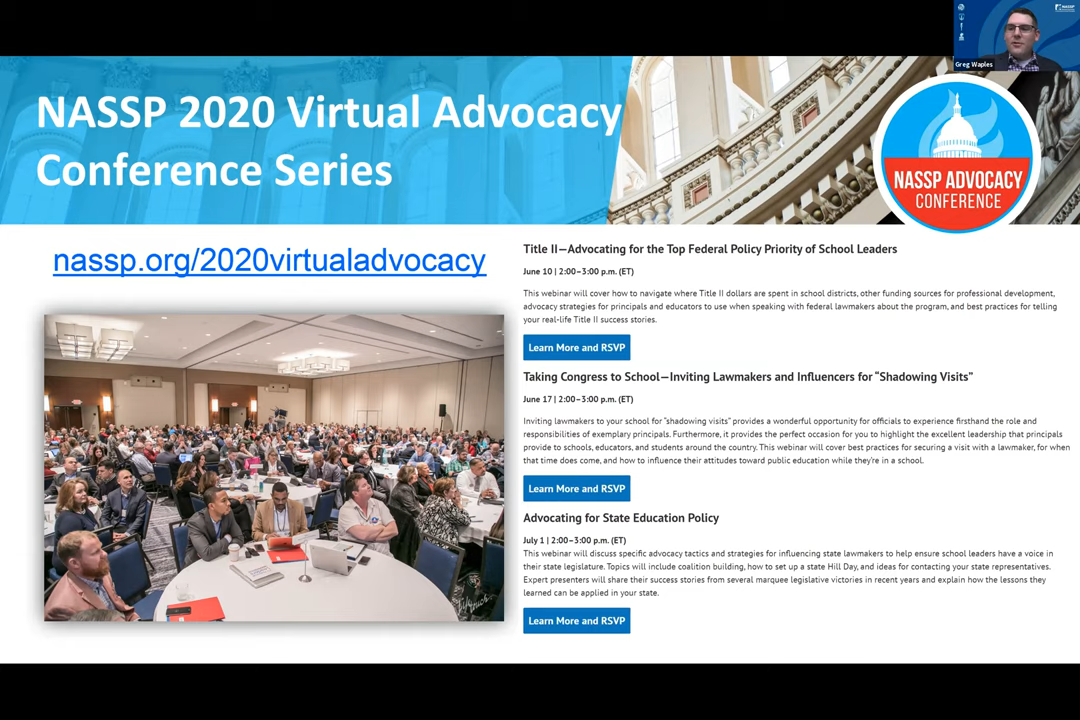 NASSP
Greg Waples
NASSP 2020 Virtual Advocacy
Conference Series
NASSP ADVOCACY
CONFERENCE
nassp.org/2020virtualadvocacy
Title II—Advocating for the Top Federal Policy Priority of School Leaders
June 10 | 2:00–3:00 p.m. (ET)
This webinar will cover how to navigate where Title II dollars are spent in school districts, other funding sources for professional development,
advocacy strategies for principals and educators to use when speaking with federal lawmakers about the program, and best practices for telling
your real-life Title II success stories.
Learn More and RSVP
Taking Congress to School—Inviting Lawmakers and Influencers for “Shadowing Visits”
June 17 | 2:00–3:00 p.m. (ET)
Inviting lawmakers to your school for “shadowing visits” provides a wonderful opportunity for officials to experience firsthand the role and
responsibilities of exemplary principals. Furthermore, it provides the perfect occasion for you to highlight the excellent leadership that principals
provide to schools, educators, and students around the country. This webinar will cover best practices for securing a visit with a lawmaker, for when
that time does come, and how to influence their attitudes toward public education while they’re in a school.
Learn More and RSVP
Advocating for State Education Policy
July 1 | 2:00–3:00 p.m. (ET)
This webinar will discuss specific advocacy tactics and strategies for influencing state lawmakers to help ensure school leaders have a voice in
their state legislature. Topics will include coalition building, how to set up a state Hill Day, and ideas for contacting your state representatives.
Expert presenters will share their success stories from several marquee legislative victories in recent years and explain how the lessons they
learned can be applied in your state.
Learn More and RSVP